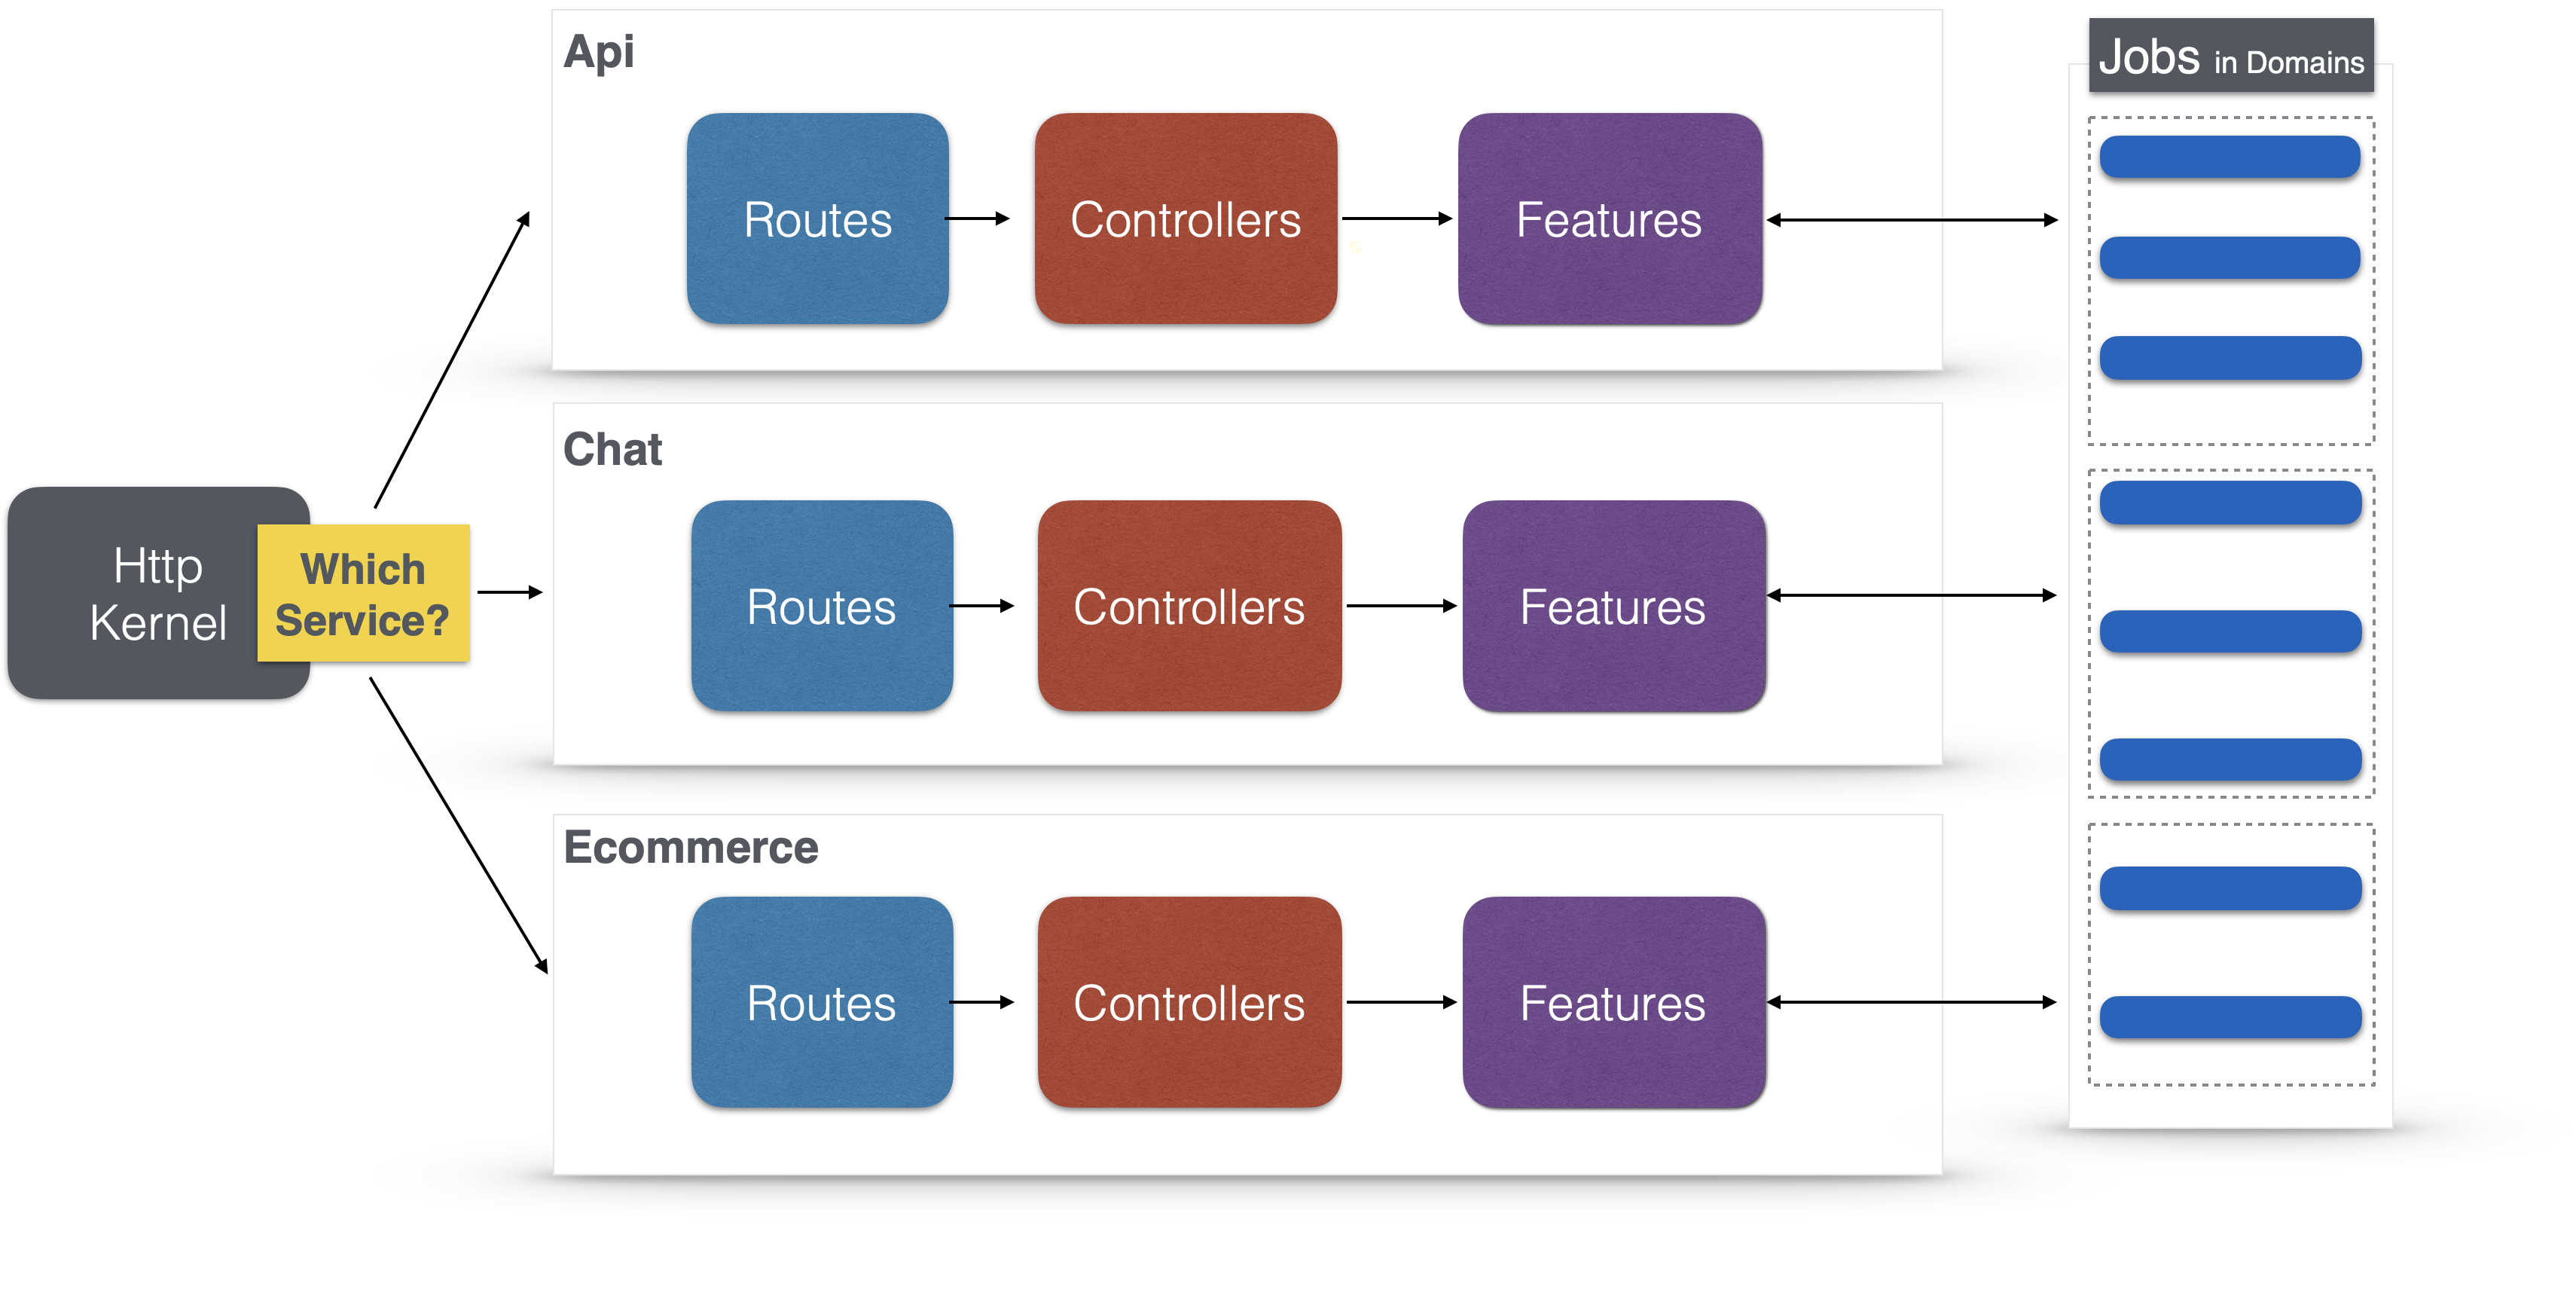 Http
Kernel
Which
Service?
Api
Routes
Controllers
Features
Chat
Routes
Controllers
Features
Ecommerce
Routes
Controllers
Features
Jobs in Domains